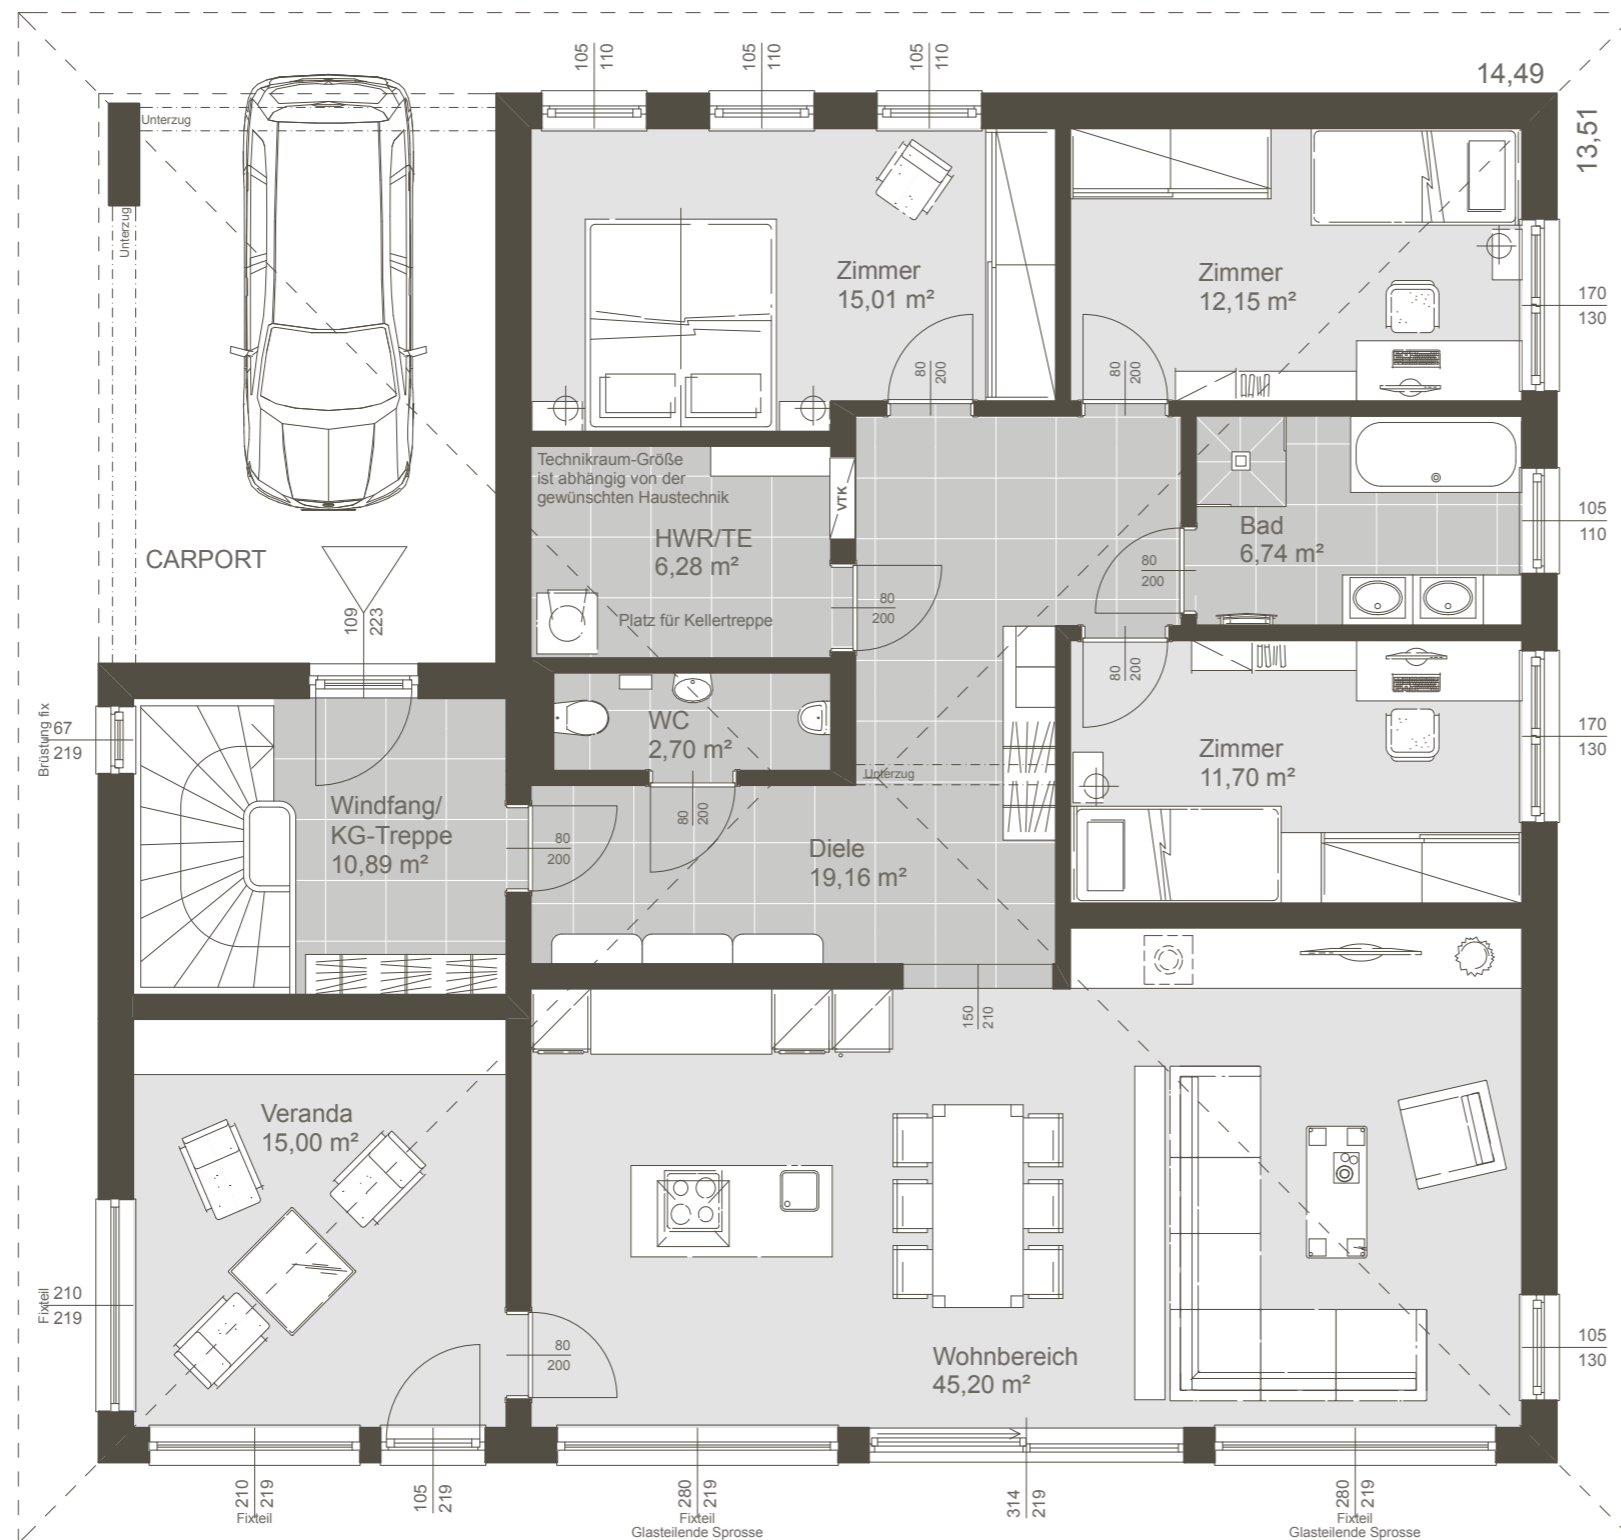 105
110
105
110
105
110
14,49
13,51
Unterzug
Unterzug
Zimmer
15,01 m²
Zimmer
12,15 m²
170
130
80
200
80
200
Technikraum-Größe
ist abhängig von der
gewünschten Haustechnik
VTK
HWR/TE
6,28 m²
Bad
6,74 m²
105
110
CARPORT
80
200
80
200
Platz für Kellertreppe
109
223
80
200
Brüstung fix
67
219
WC
2,70 m²
Zimmer
11,70 m²
170
130
Unterzug
Windfang/
KG-Treppe
10,89 m²
80
200
80
200
Diele
19,16 m²
150
210
Veranda
15,00 m²
Fixteil
210
219
80
200
Wohnbereich
45,20 m²
105
130
210
219
Fixteil
105
219
280
219
Fixteil
Glasteilende Sprosse
314
219
280
219
Fixteil
Glasteilende Sprosse